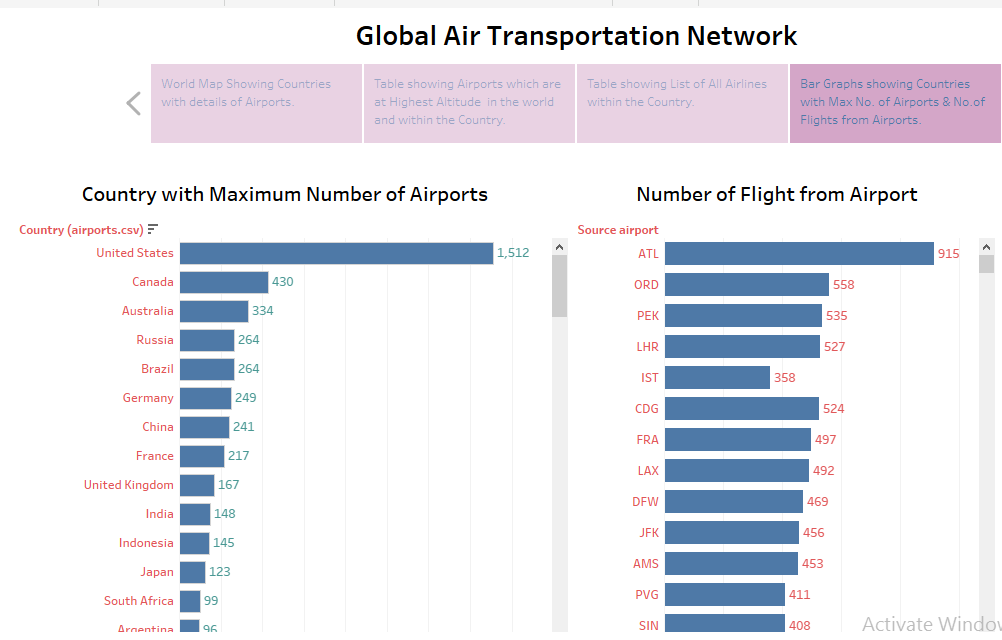 Global Air Transportation Network
World Map Showing Countries
with details of Airports.
Table showing Airports which are
at Highest Altitude in the world
and within the Country.
Table showing List of All Airlines
within the Country.
Bar Graphs showing Countries
with Max No. of Airports & No.of
Flights from Airports.
Country with Maximum Number of Airports
Country (airports.csv)
United States 1,512
Canada 430
Australia 334
Russia 264
Brazil 264
Germany 249
China 241
France 217
United Kingdom 167
India 148
Indonesia 145
Japan 123
South Africa 99
Argentina 96
Number of Flight from Airport
Source airport
ATL 915
ORD 558
PEK 535
LHR 527
IST 358
CDG 524
FRA 497
LAX 492
DFW 469
JFK 456
AMS 453
PVG 411
SIN 408
Activate Window